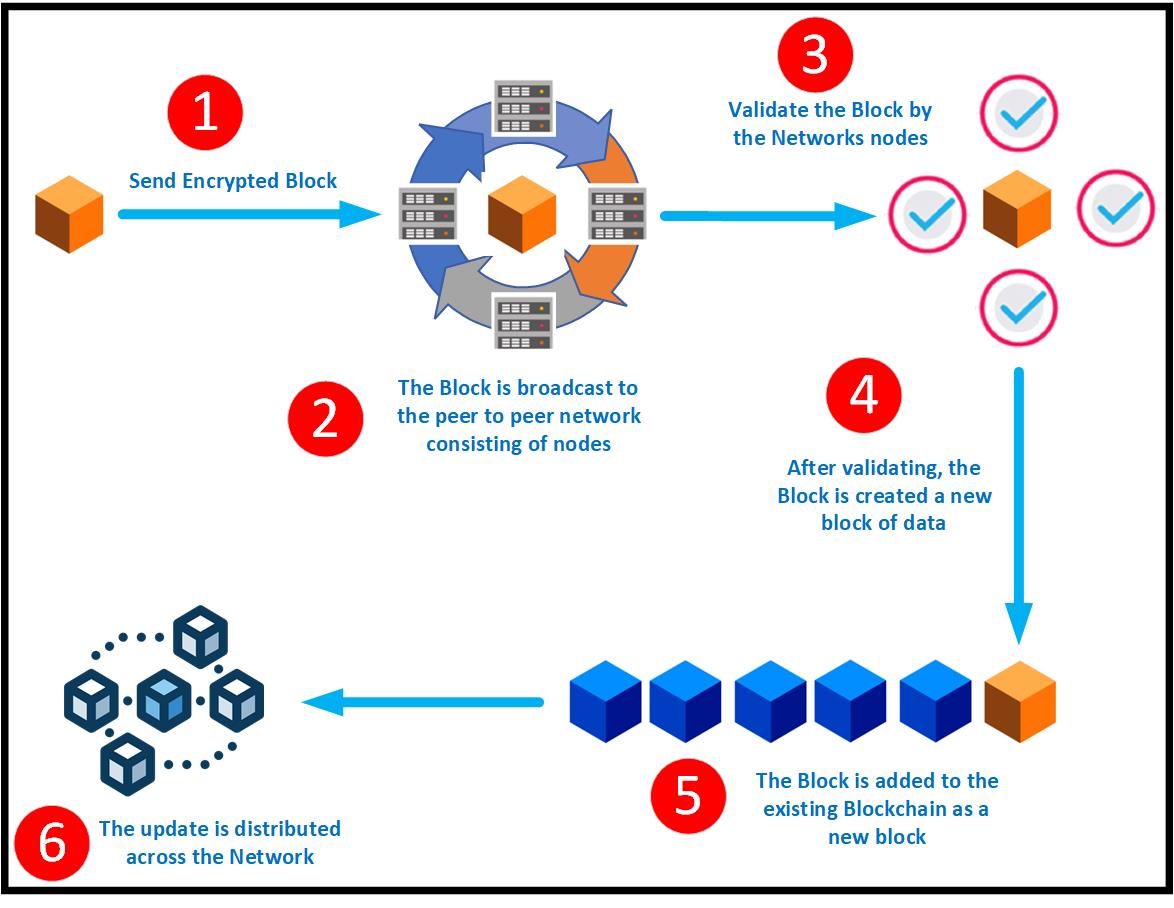 1
Send Encrypted Block
2
The Block is broadcast to
the peer to peer network
consisting of nodes
3
Validate the Block by
the Networks nodes
4
After validating, the
Block is created a new
block of data
5
The Block is added to the
existing Blockchain as a
new block
6
The update is distributed
across the Network